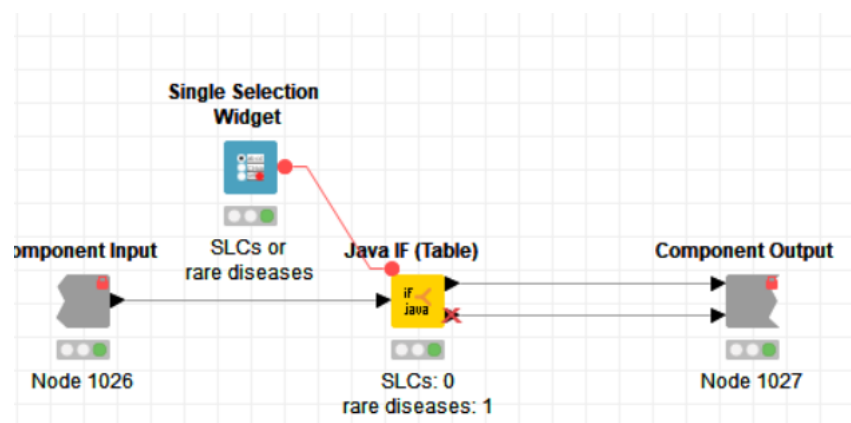 Single Selection
Widget
SLCs or
rare diseases
omponent Input
Node 1026
Java IF (Table)
if
java
SLCs: 0
rare diseases: 1
Component Output
Node 1027